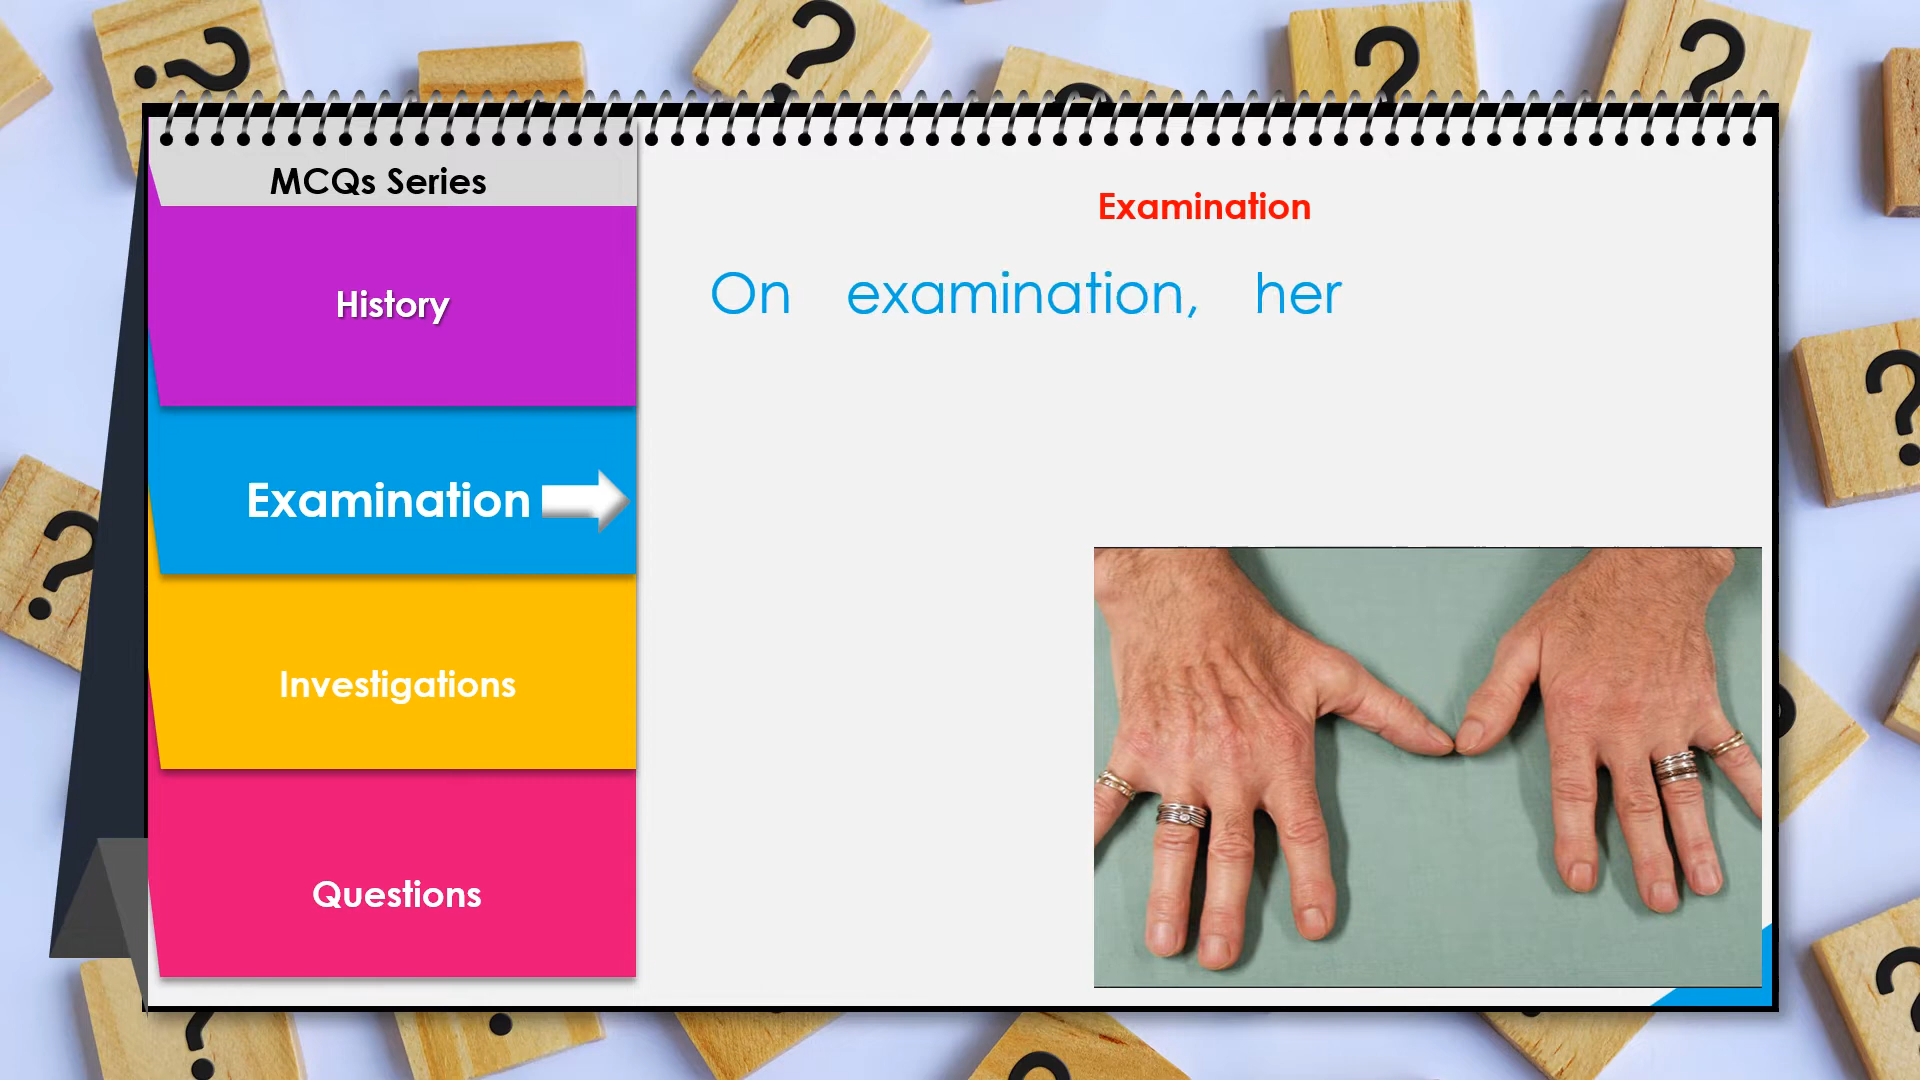 MCQs Series
History
Examination
Investigations
Questions
Examination
On examination, her